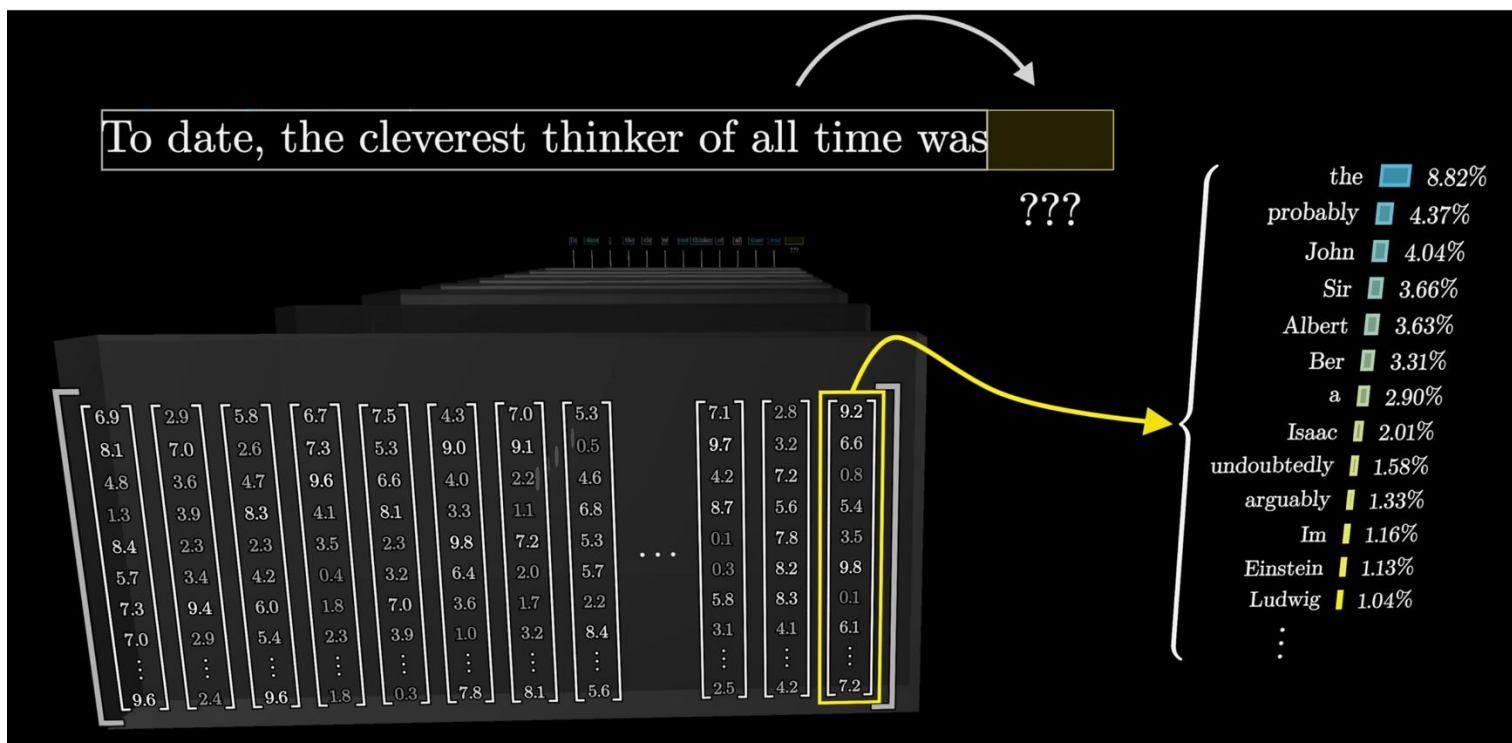 To date, the cleverest thinker of all time was
???
the 8.82%
probably 4.37%
John 4.04%
Sir 3.66%
Albert 3.63%
Ber 3.31%
a 2.90%
Isaac 2.01%
undoubtedly 1.58%
arguably 1.33%
Im 1.16%
Einstein 1.13%
Ludwig 1.04%
⋮
6.9 2.9 5.8 6.7 7.5 4.3 7.0 5.3 7.1 2.8 9.2
8.1 7.0 2.6 7.3 5.3 9.0 9.1 0.5 9.7 3.2 6.6
4.8 3.6 4.7 9.6 6.6 4.0 2.2 4.6 4.2 7.2 0.8
1.3 3.9 8.3 4.1 8.1 3.3 1.1 6.8 8.7 5.6 5.4
8.4 2.3 2.3 3.5 2.3 9.8 7.2 5.3 ... 0.1 7.8 3.5
5.7 3.4 4.2 0.4 3.2 6.4 2.0 5.7 0.3 8.2 9.8
7.3 9.4 6.0 1.8 7.0 3.6 1.7 2.2 5.8 8.3 0.1
7.0 2.9 5.4 2.3 3.9 1.0 3.2 8.4 3.1 4.1 6.1
⋮ ⋮ ⋮ ⋮ ⋮ ⋮ ⋮ ⋮ ⋮ ⋮ ⋮
9.6 2.4 9.6 1.8 0.3 7.8 8.1 5.6 2.5 4.2 7.2